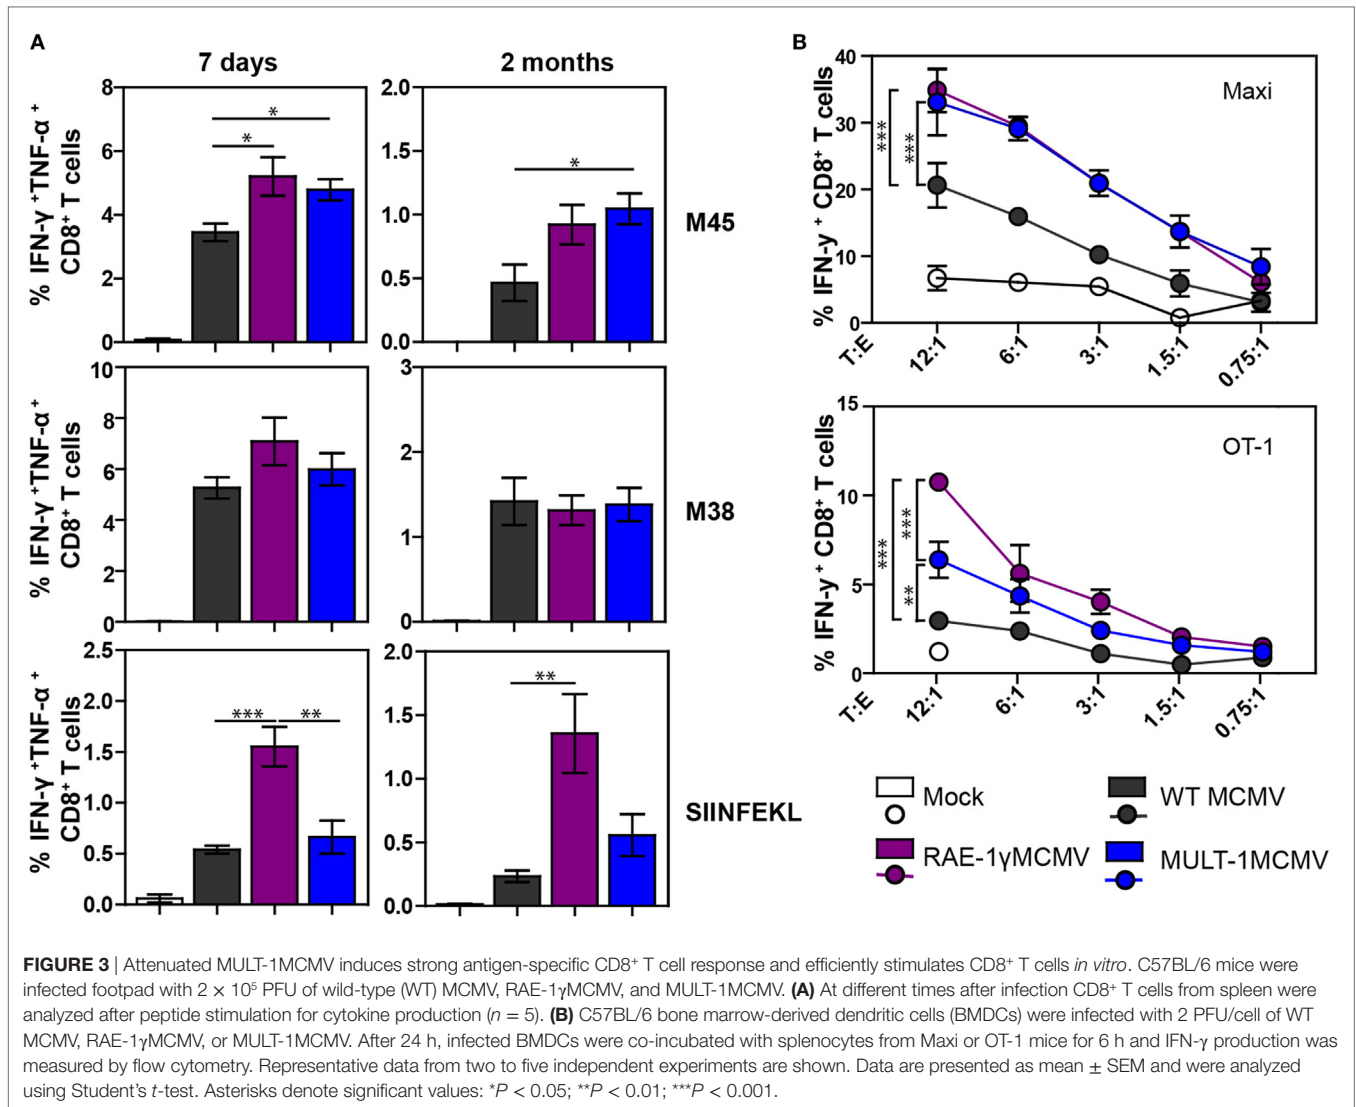 A
7 days
2 months
% IFN-γ +TNF-α +
CD8+ T cells
8
6
4
2
0
*
*
2.0
1.5
1.0
0.5
0.0
*
M45
% IFN-γ +TNF-α+
CD8+ T cells
10
8
6
4
2
0
3
2
1
0
M38
% IFN-γ +TNF-α +
CD8+ T cells
2.5
2.0
1.5
1.0
0.5
0.0
***
**
2.0
1.5
1.0
0.5
0.0
**
SIINFEKL
B
% IFN-y + CD8+ T cells
40
30
20
10
0
***
***
Maxi
T:E
12:1
6:1
3:1
1.5:1
0.75:1
% IFN-y + CD8+ T cells
15
10
5
0
***
***
**
OT-1
T:E
12:1
6:1
3:1
1.5:1
0.75:1
Mock
WT MCMV
RAE-1γMCMV
MULT-1MCMV
FIGURE 3 | Attenuated MULT-1MCMV induces strong antigen-specific CD8+ T cell response and efficiently stimulates CD8+ T cells in vitro. C57BL/6 mice were
infected footpad with 2 × 10⁵ PFU of wild-type (WT) MCMV, RAE-1γMCMV, and MULT-1MCMV. (A) At different times after infection CD8+ T cells from spleen were
analyzed after peptide stimulation for cytokine production (n = 5). (B) C57BL/6 bone marrow-derived dendritic cells (BMDCs) were infected with 2 PFU/cell of WT
MCMV, RAE-1γMCMV, or MULT-1MCMV. After 24 h, infected BMDCs were co-incubated with splenocytes from Maxi or OT-1 mice for 6 h and IFN-γ production was
measured by flow cytometry. Representative data from two to five independent experiments are shown. Data are presented as mean ± SEM and were analyzed
using Student's t-test. Asterisks denote significant values: *P < 0.05; **P < 0.01; ***P < 0.001.